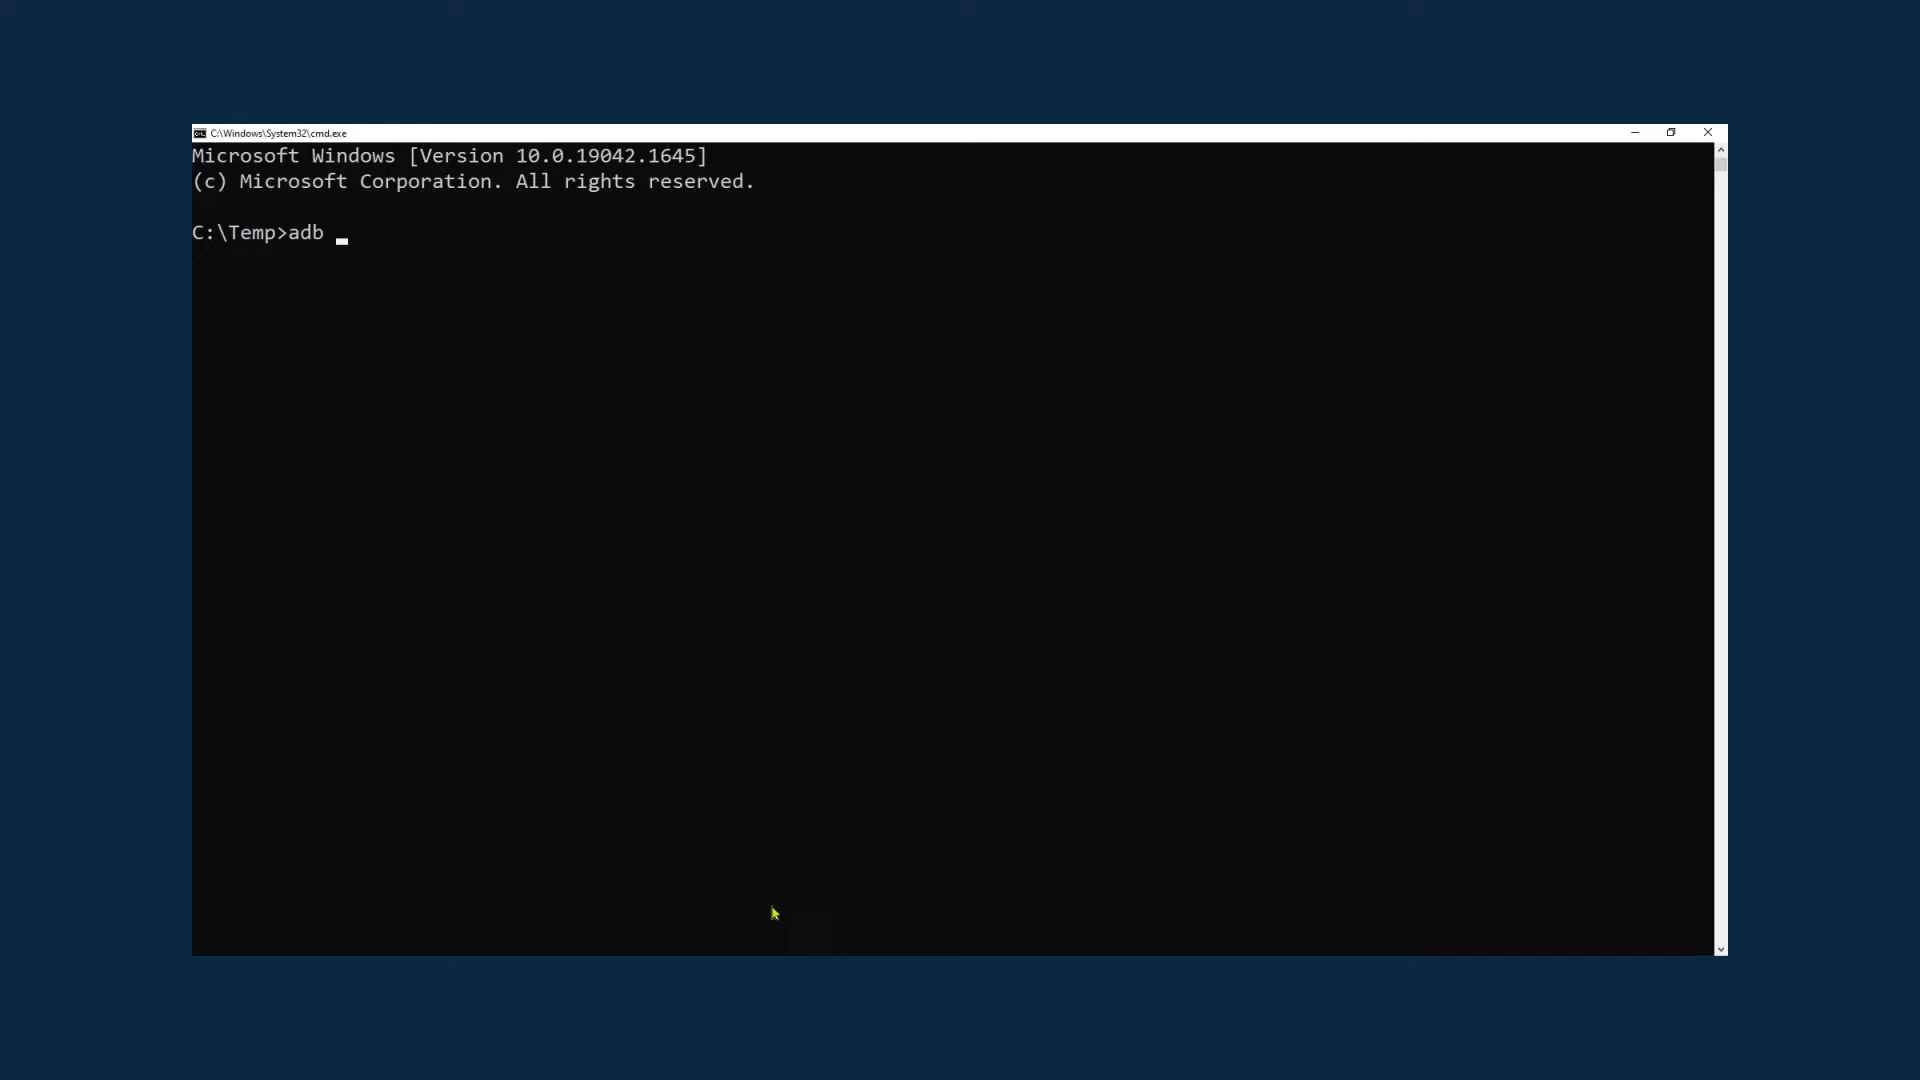 C:\Windows\System32\cmd.exe
Microsoft Windows [Version 10.0.19042.1645]
(c) Microsoft Corporation. All rights reserved.
C:\Temp>adb